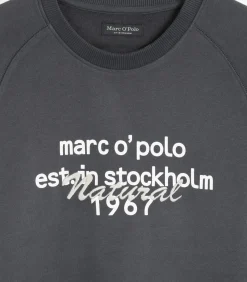 Marc O'Polo
marc o'polo
est.in stockholm
Natural
1967